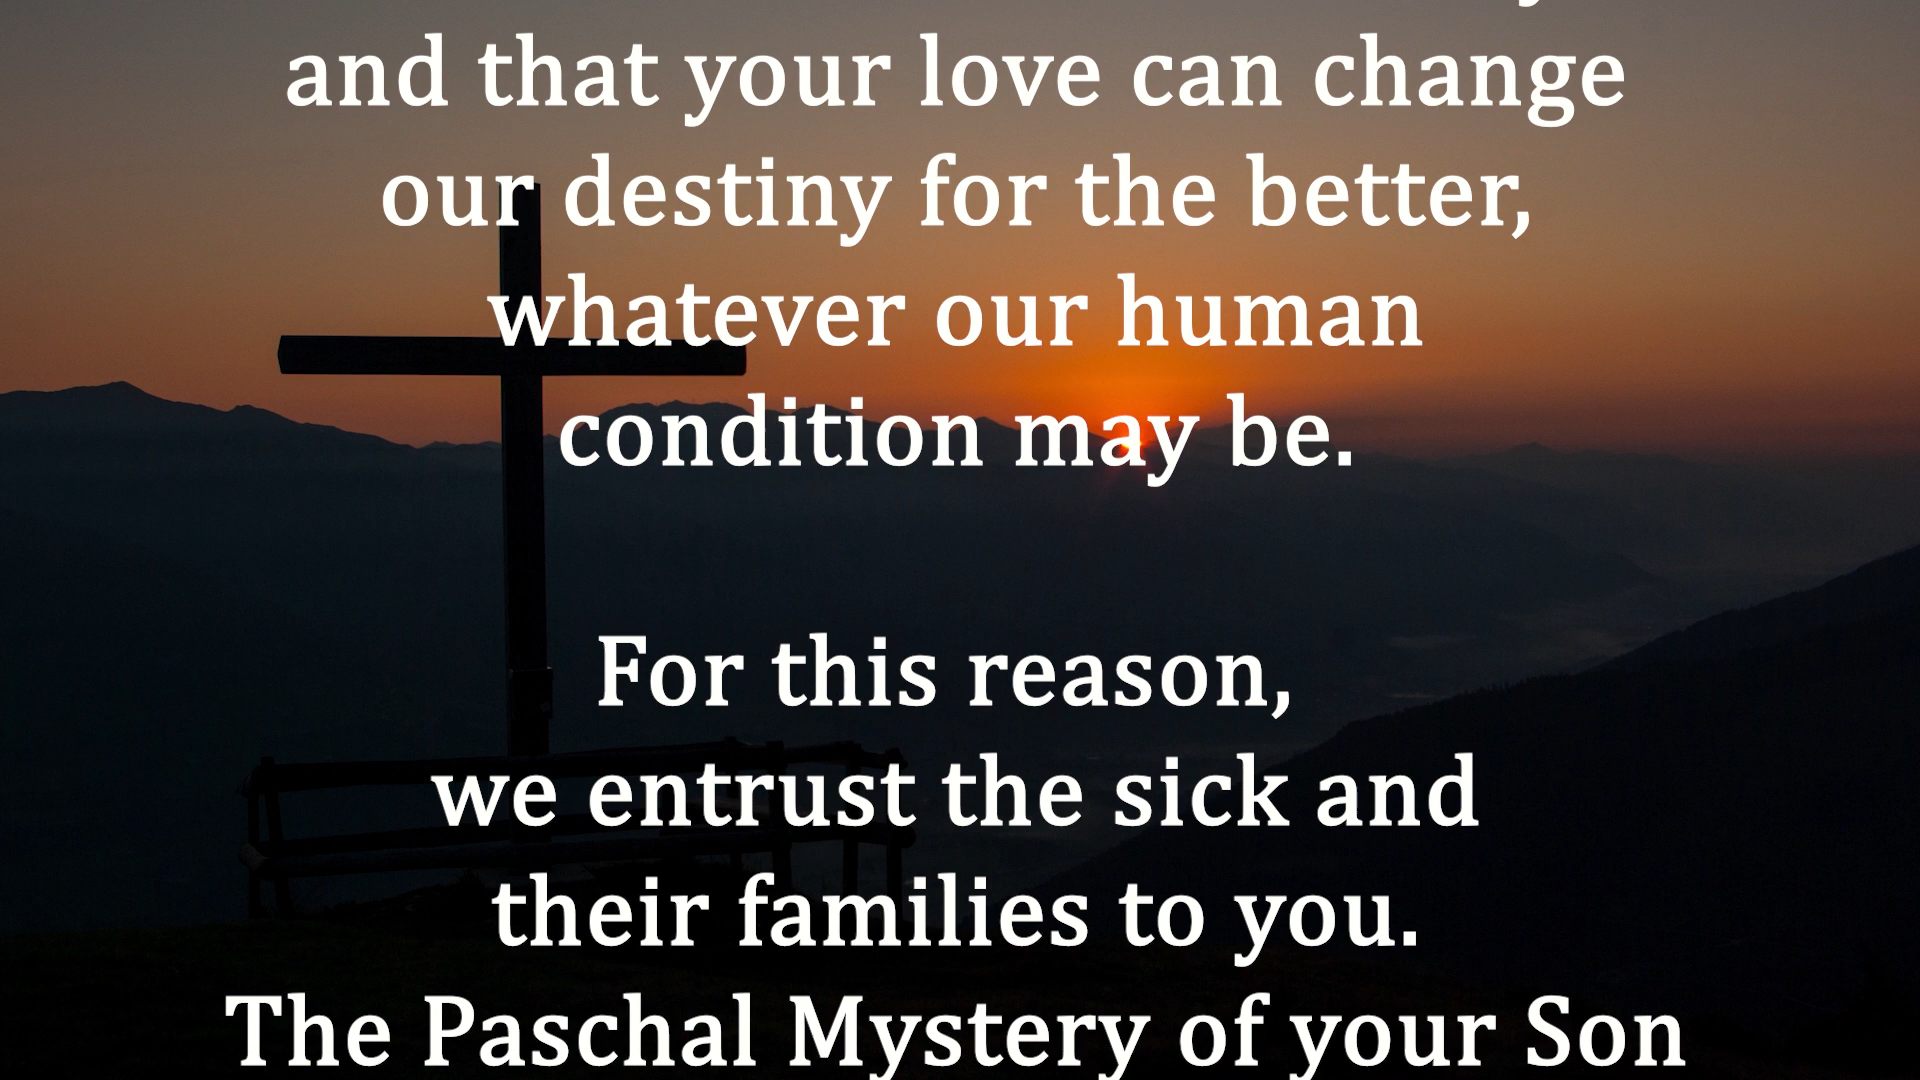 and that your love can change
our destiny for the better,
whatever our human
condition may be.
For this reason,
we entrust the sick and
their families to you.
The Paschal Mystery of your Son